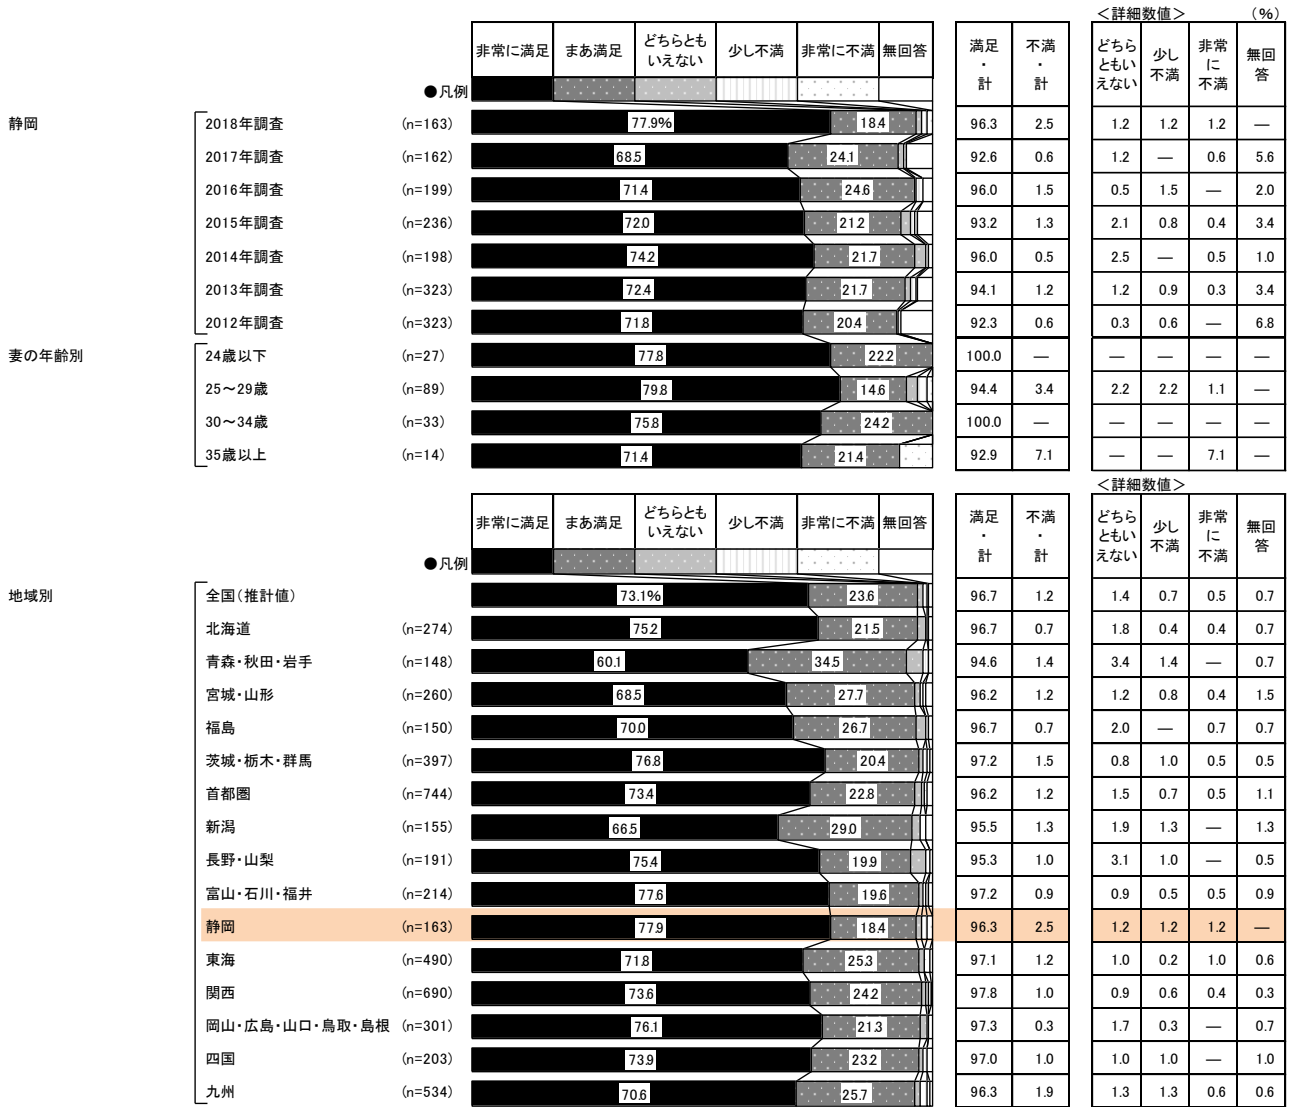 ＜詳細数値＞ （%）
非常に満足 まあ満足 どちらとも いえない 少し不満 非常に不満 無回答 満足・計 不満・計 どちらともいえない 少し不満 非常に不満 無回答
●凡例
静岡 2018年調査 (n=163) 77.9% 18.4 96.3 2.5 1.2 1.2 1.2 ―
2017年調査 (n=162) 68.5 24.1 92.6 0.6 1.2 ― 0.6 5.6
2016年調査 (n=199) 71.4 24.6 96.0 1.5 0.5 1.5 ― 2.0
2015年調査 (n=236) 72.0 21.2 93.2 1.3 2.1 0.8 0.4 3.4
2014年調査 (n=198) 74.2 21.7 96.0 0.5 2.5 ― 0.5 1.0
2013年調査 (n=323) 72.4 21.7 94.1 1.2 1.2 0.9 0.3 3.4
2012年調査 (n=323) 71.8 20.4 92.3 0.6 0.3 0.6 ― 6.8
妻の年齢別 24歳以下 (n=27) 77.8 22.2 100.0 ― ― ― ― ―
25～29歳 (n=89) 79.8 14.6 94.4 3.4 2.2 2.2 1.1 ―
30～34歳 (n=33) 75.8 24.2 100.0 ― ― ― ― ―
35歳以上 (n=14) 71.4 21.4 92.9 7.1 ― ― 7.1 ―
＜詳細数値＞
非常に満足 まあ満足 どちらとも いえない 少し不満 非常に不満 無回答 満足・計 不満・計 どちらともいえない 少し不満 非常に不満 無回答
●凡例
地域別 全国（推計値） 73.1% 23.6 96.7 1.2 1.4 0.7 0.5 0.7
北海道 (n=274) 75.2 21.5 96.7 0.7 1.8 0.4 0.4 0.7
青森・秋田・岩手 (n=148) 60.1 34.5 94.6 1.4 3.4 1.4 ― 0.7
宮城・山形 (n=260) 68.5 27.7 96.2 1.2 1.2 0.8 0.4 1.5
福島 (n=150) 70.0 26.7 96.7 0.7 2.0 ― 0.7 0.7
茨城・栃木・群馬 (n=397) 76.8 20.4 97.2 1.5 0.8 1.0 0.5 0.5
首都圏 (n=744) 73.4 22.8 96.2 1.2 1.5 0.7 0.5 1.1
新潟 (n=155) 66.5 29.0 95.5 1.3 1.9 1.3 ― 1.3
長野・山梨 (n=191) 75.4 19.9 95.3 1.0 3.1 1.0 ― 0.5
富山・石川・福井 (n=214) 77.6 19.6 97.2 0.9 0.9 0.5 0.5 0.9
静岡 (n=163) 77.9 18.4 96.3 2.5 1.2 1.2 1.2 ―
東海 (n=490) 71.8 25.3 97.1 1.2 1.0 0.2 1.0 0.6
関西 (n=690) 73.6 24.2 97.8 1.0 0.9 0.6 0.4 0.3
岡山・広島・山口・鳥取・島根 (n=301) 76.1 21.3 97.3 0.3 1.7 0.3 ― 0.7
四国 (n=203) 73.9 23.2 97.0 1.0 1.0 1.0 ― 1.0
九州 (n=534) 70.6 25.7 96.3 1.9 1.3 1.3 0.6 0.6